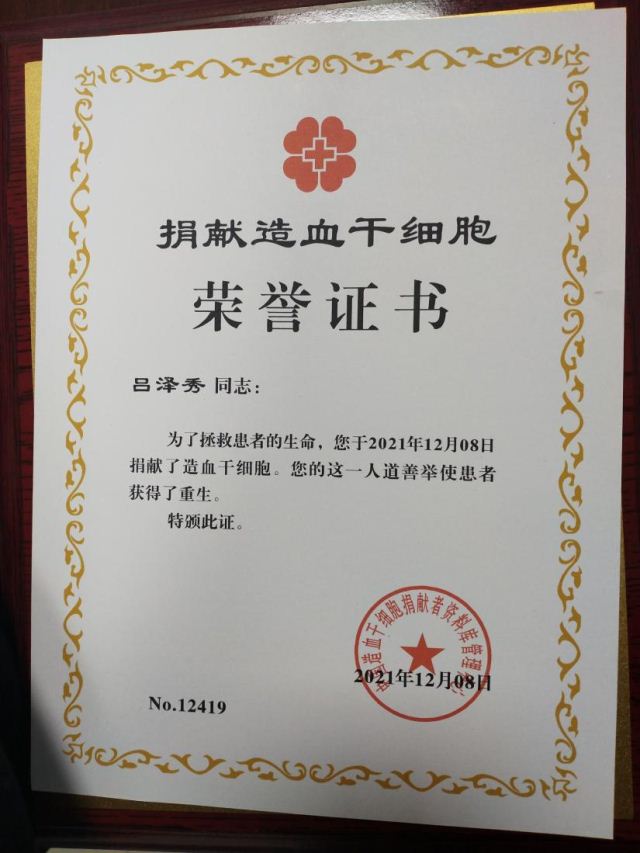 捐献造血干细胞
荣誉证书
吕泽秀 同志：
为了拯救患者的生命，您于2021年12月08日
捐献了造血干细胞。您的这一人道善举使患者
获得了重生。
特颁此证。
中国造血干细胞捐献者资料库管理中心
2021年12月08日
No.12419